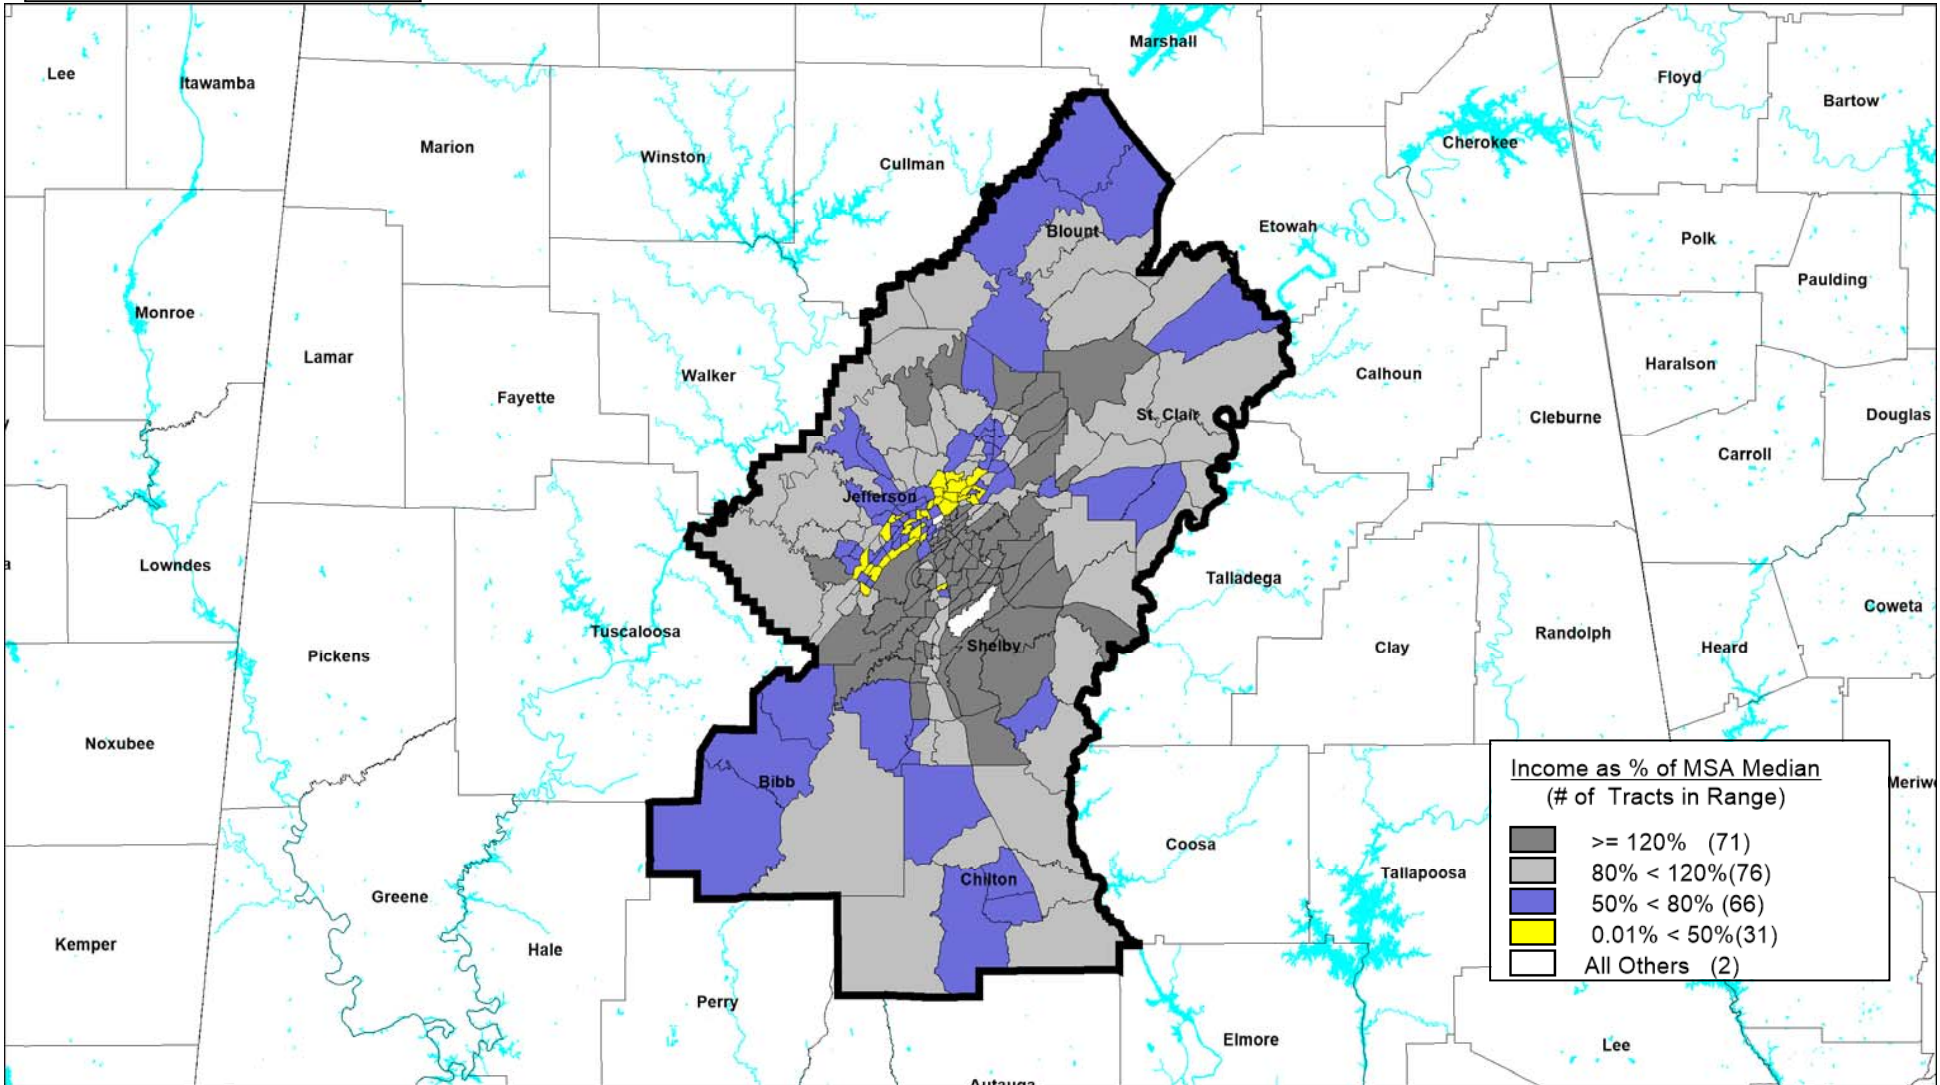 Marshall
Lee
Itawamba
Floyd
Bartow
Marion
Winston
Cullman
Cherokee
Blount
Etowah
Polk
Paulding
Monroe
Lamar
Walker
Fayette
Calhoun
Haralson
St. Clair
Cleburne
Douglas
Carroll
Jefferson
Lowndes
Talladega
Coweta
Tuscaloosa
Pickens
Shelby
Clay
Randolph
Heard
Noxubee
Bibb
Income as % of MSA Median
(# of Tracts in Range)
>= 120% (71)
80% < 120%(76)
50% < 80% (66)
0.01% < 50%(31)
All Others (2)
Meriw
Coosa
Tallapoosa
Chilton
Greene
Kemper
Hale
Perry
Elmore
Lee
Autauga